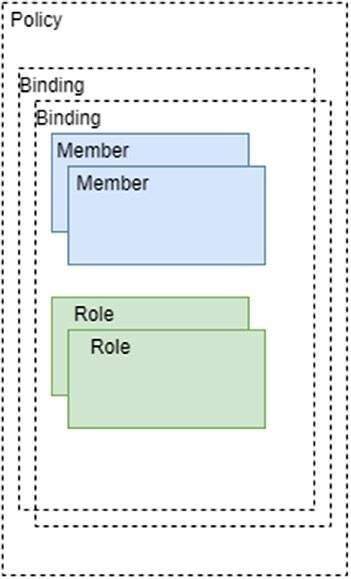 Policy
Binding
Binding
Member
Member
Role
Role